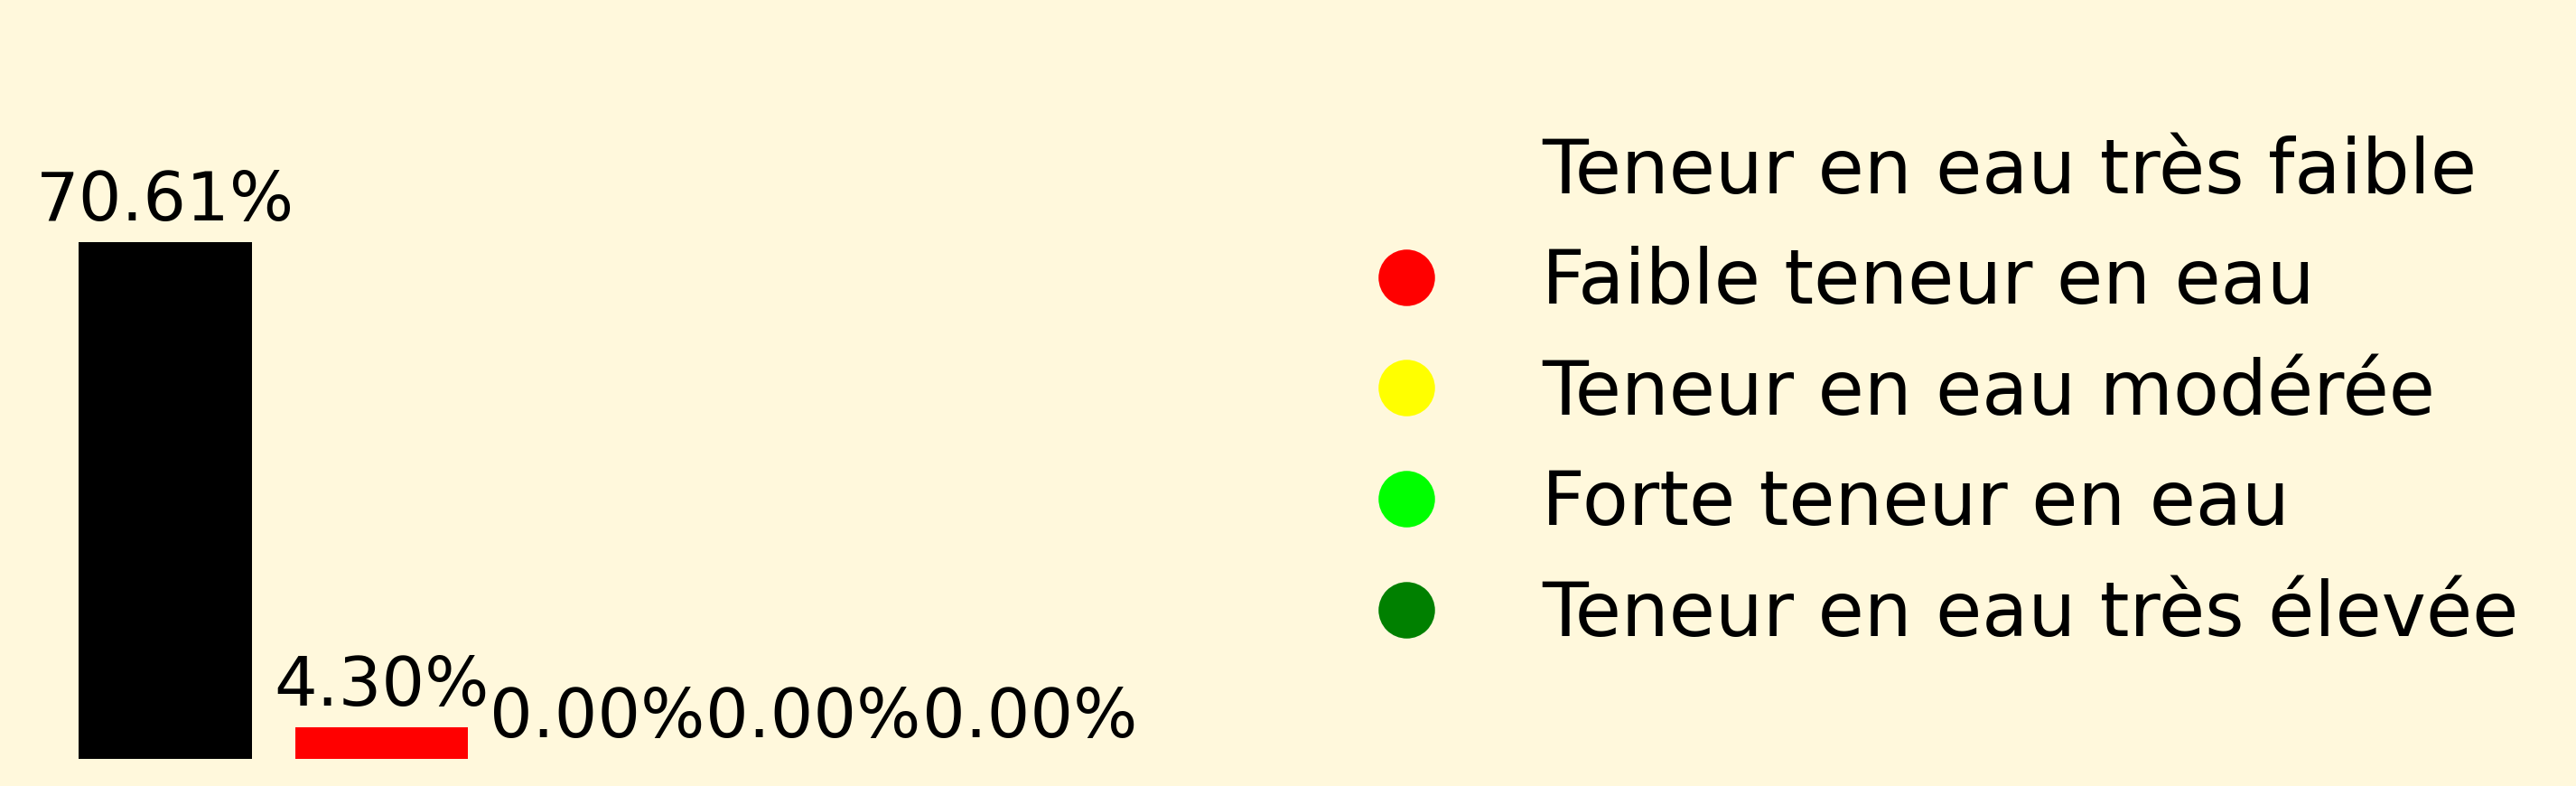 70.61%
4.30%
0.00%
0.00%
0.00%
Teneur en eau très faible
Faible teneur en eau
Teneur en eau modérée
Forte teneur en eau
Teneur en eau très élevée